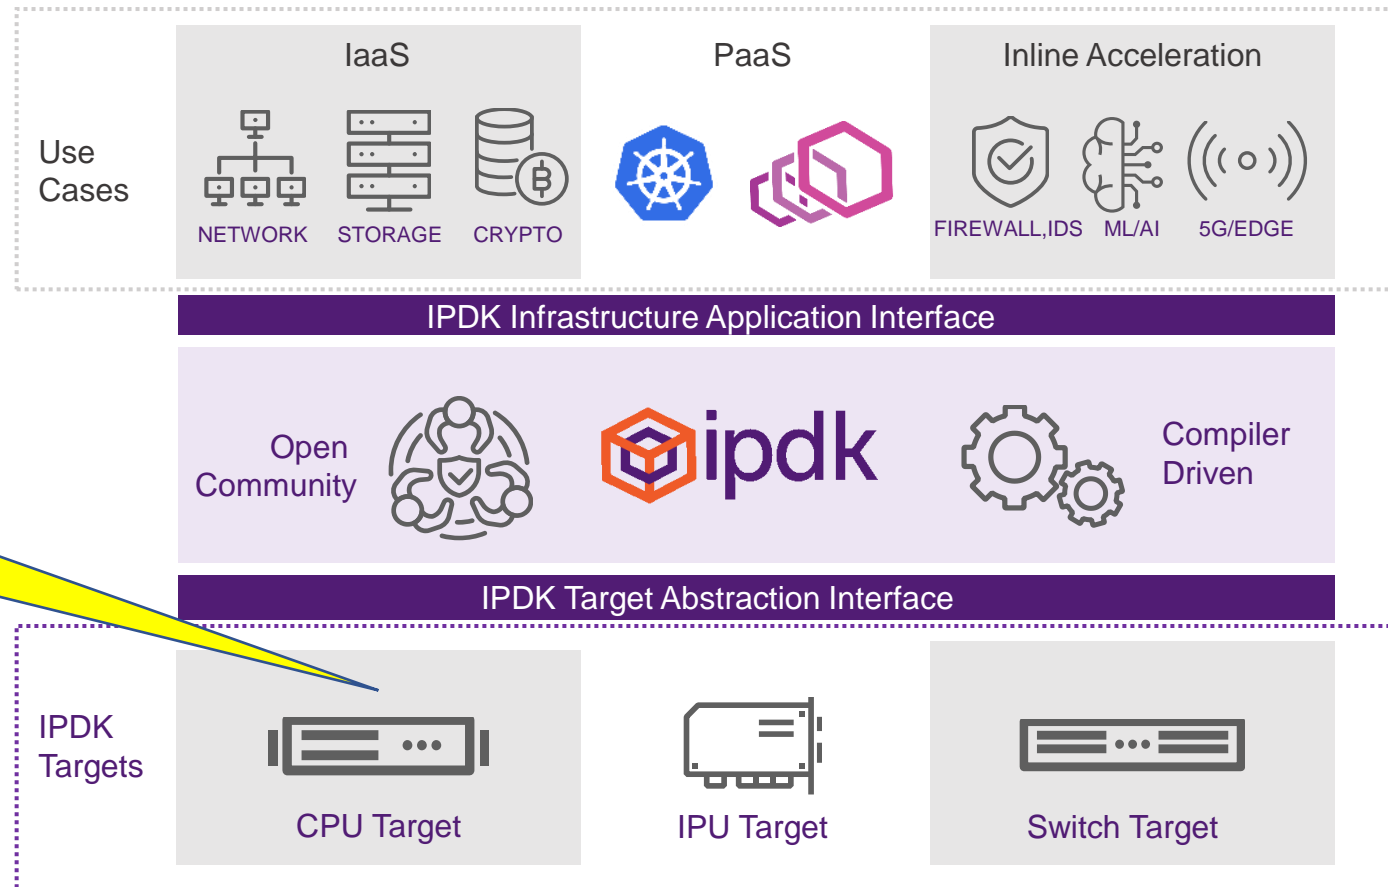 IaaS
PaaS
Inline Acceleration
Use
Cases
NETWORK
STORAGE
CRYPTO
FIREWALL,IDS
ML/AI
5G/EDGE
IPDK Infrastructure Application Interface
Open
Community
ipdk
Compiler
Driven
IPDK Target Abstraction Interface
IPDK
Targets
CPU Target
IPU Target
Switch Target